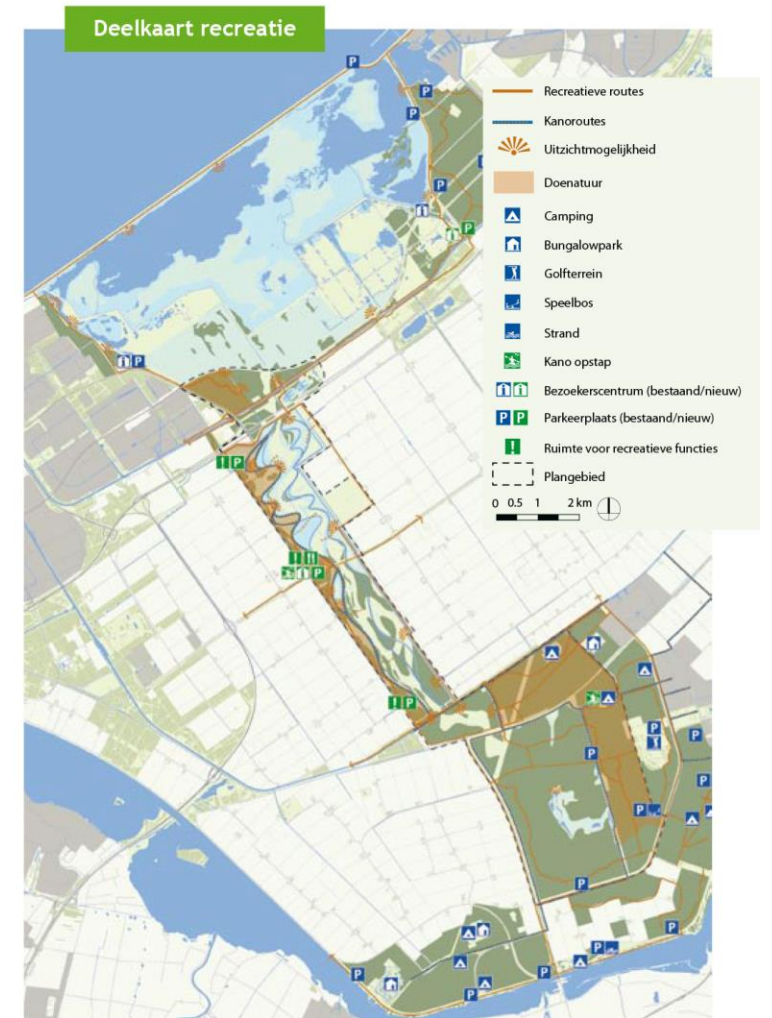 Deelkaart recreatie
Recreatieve routes
Kanoroutes
Uitzichtmogelijkheid
Doenatuur
Camping
Bungalowpark
Golfterrein
Speelbos
Strand
Kano opstap
Bezoekerscentrum (bestaand/nieuw)
P P Parkeerplaats (bestaand/nieuw)
! Ruimte voor recreatieve functies
Plangebied
0 0.5 1 2 km